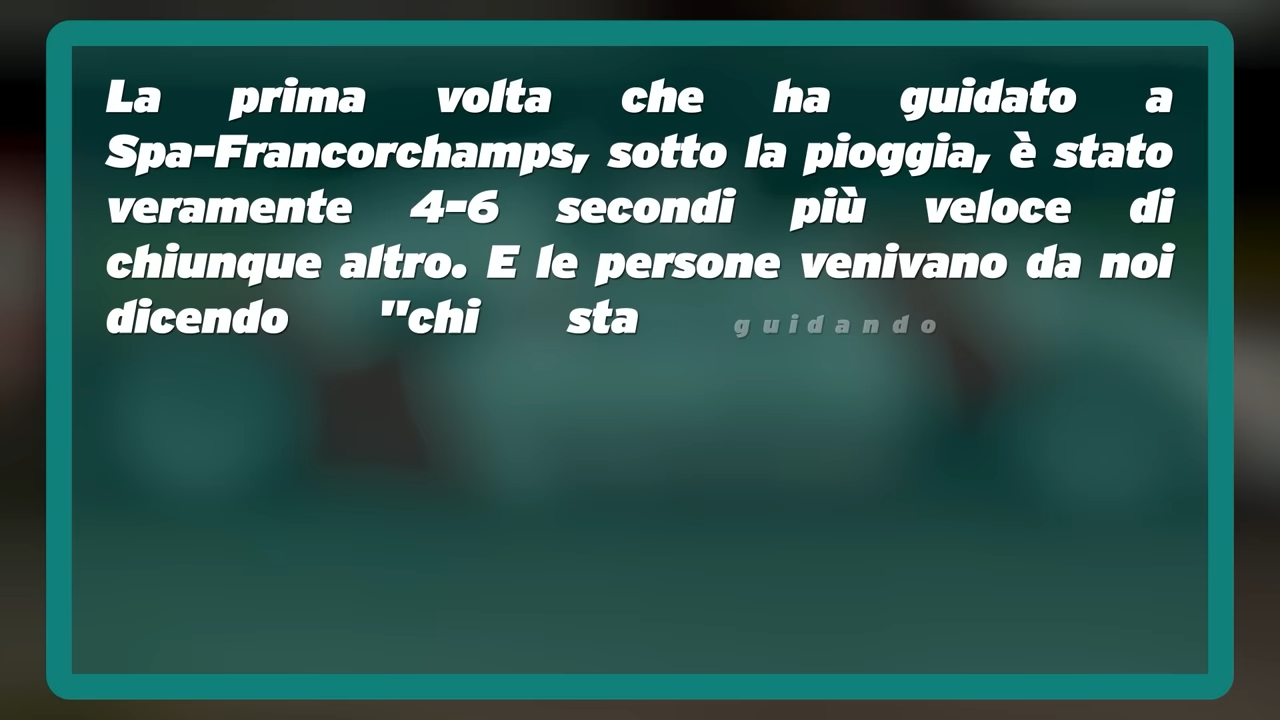 La prima volta che ha guidato a
Spa-Francorchamps, sotto la pioggia, è stato
veramente 4-6 secondi più veloce di
chiunque altro. E le persone venivano da noi
dicendo "chi sta guidando